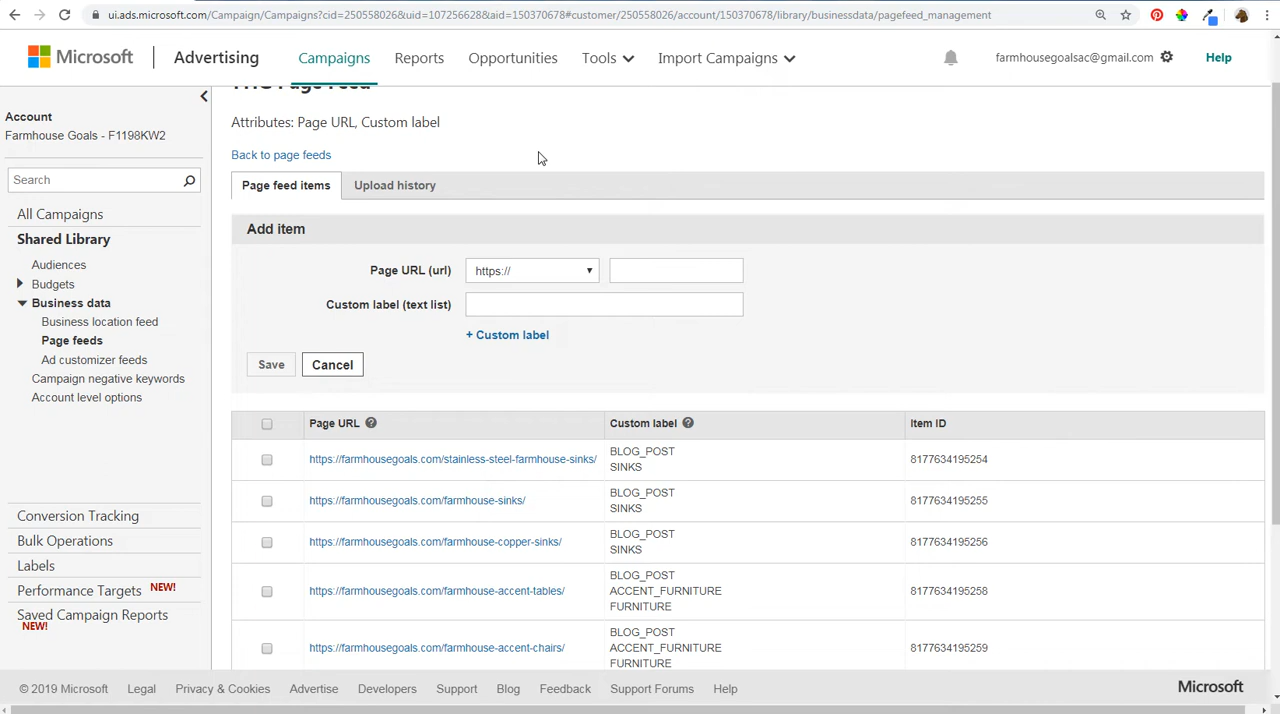 ui.ads.microsoft.com/Campaign/Campaigns?cid=250558026&uid=107256628&aid=150370678#customer/250558026/account/150370678/library/businessdata/pagefeed_management
Microsoft
Advertising
Campaigns
Reports
Opportunities
Tools
Import Campaigns
farmhousegoalsac@gmail.com
Help
Account
Farmhouse Goals - F1198KW2
Search
All Campaigns
Shared Library
Audiences
Budgets
Business data
Business location feed
Page feeds
Ad customizer feeds
Campaign negative keywords
Account level options
Conversion Tracking
Bulk Operations
Labels
Performance Targets NEW!
Saved Campaign Reports
NEW!
Page Feed
Attributes: Page URL, Custom label
Back to page feeds
Page feed items
Upload history
Add item
Page URL (url)
https://
Custom label (text list)
+ Custom label
Save
Cancel
Page URL
Custom label
Item ID
https://farmhousegoals.com/stainless-steel-farmhouse-sinks/
BLOG_POST
SINKS
8177634195254
https://farmhousegoals.com/farmhouse-sinks/
BLOG_POST
SINKS
8177634195255
https://farmhousegoals.com/farmhouse-copper-sinks/
BLOG_POST
SINKS
8177634195256
https://farmhousegoals.com/farmhouse-accent-tables/
BLOG_POST
ACCENT_FURNITURE
FURNITURE
8177634195258
https://farmhousegoals.com/farmhouse-accent-chairs/
BLOG_POST
ACCENT_FURNITURE
FURNITURE
8177634195259
© 2019 Microsoft
Legal
Privacy & Cookies
Advertise
Developers
Support
Blog
Feedback
Support Forums
Help
Microsoft